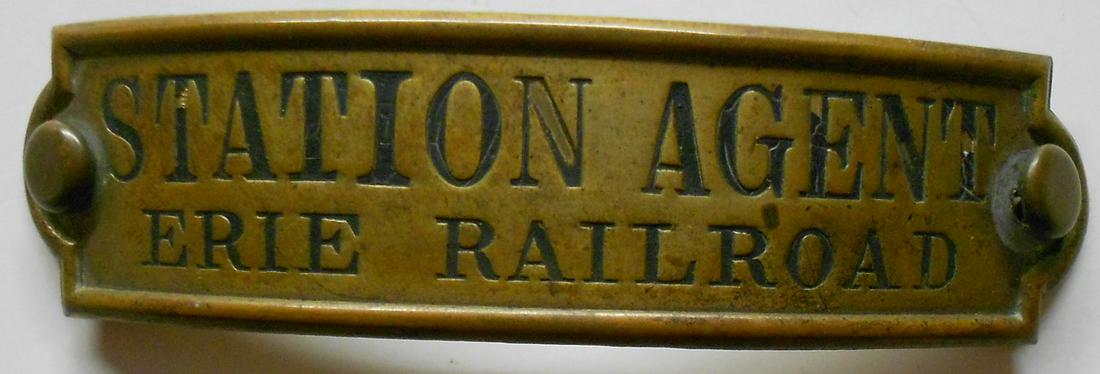 STATION AGENT
ERIE RAILROAD